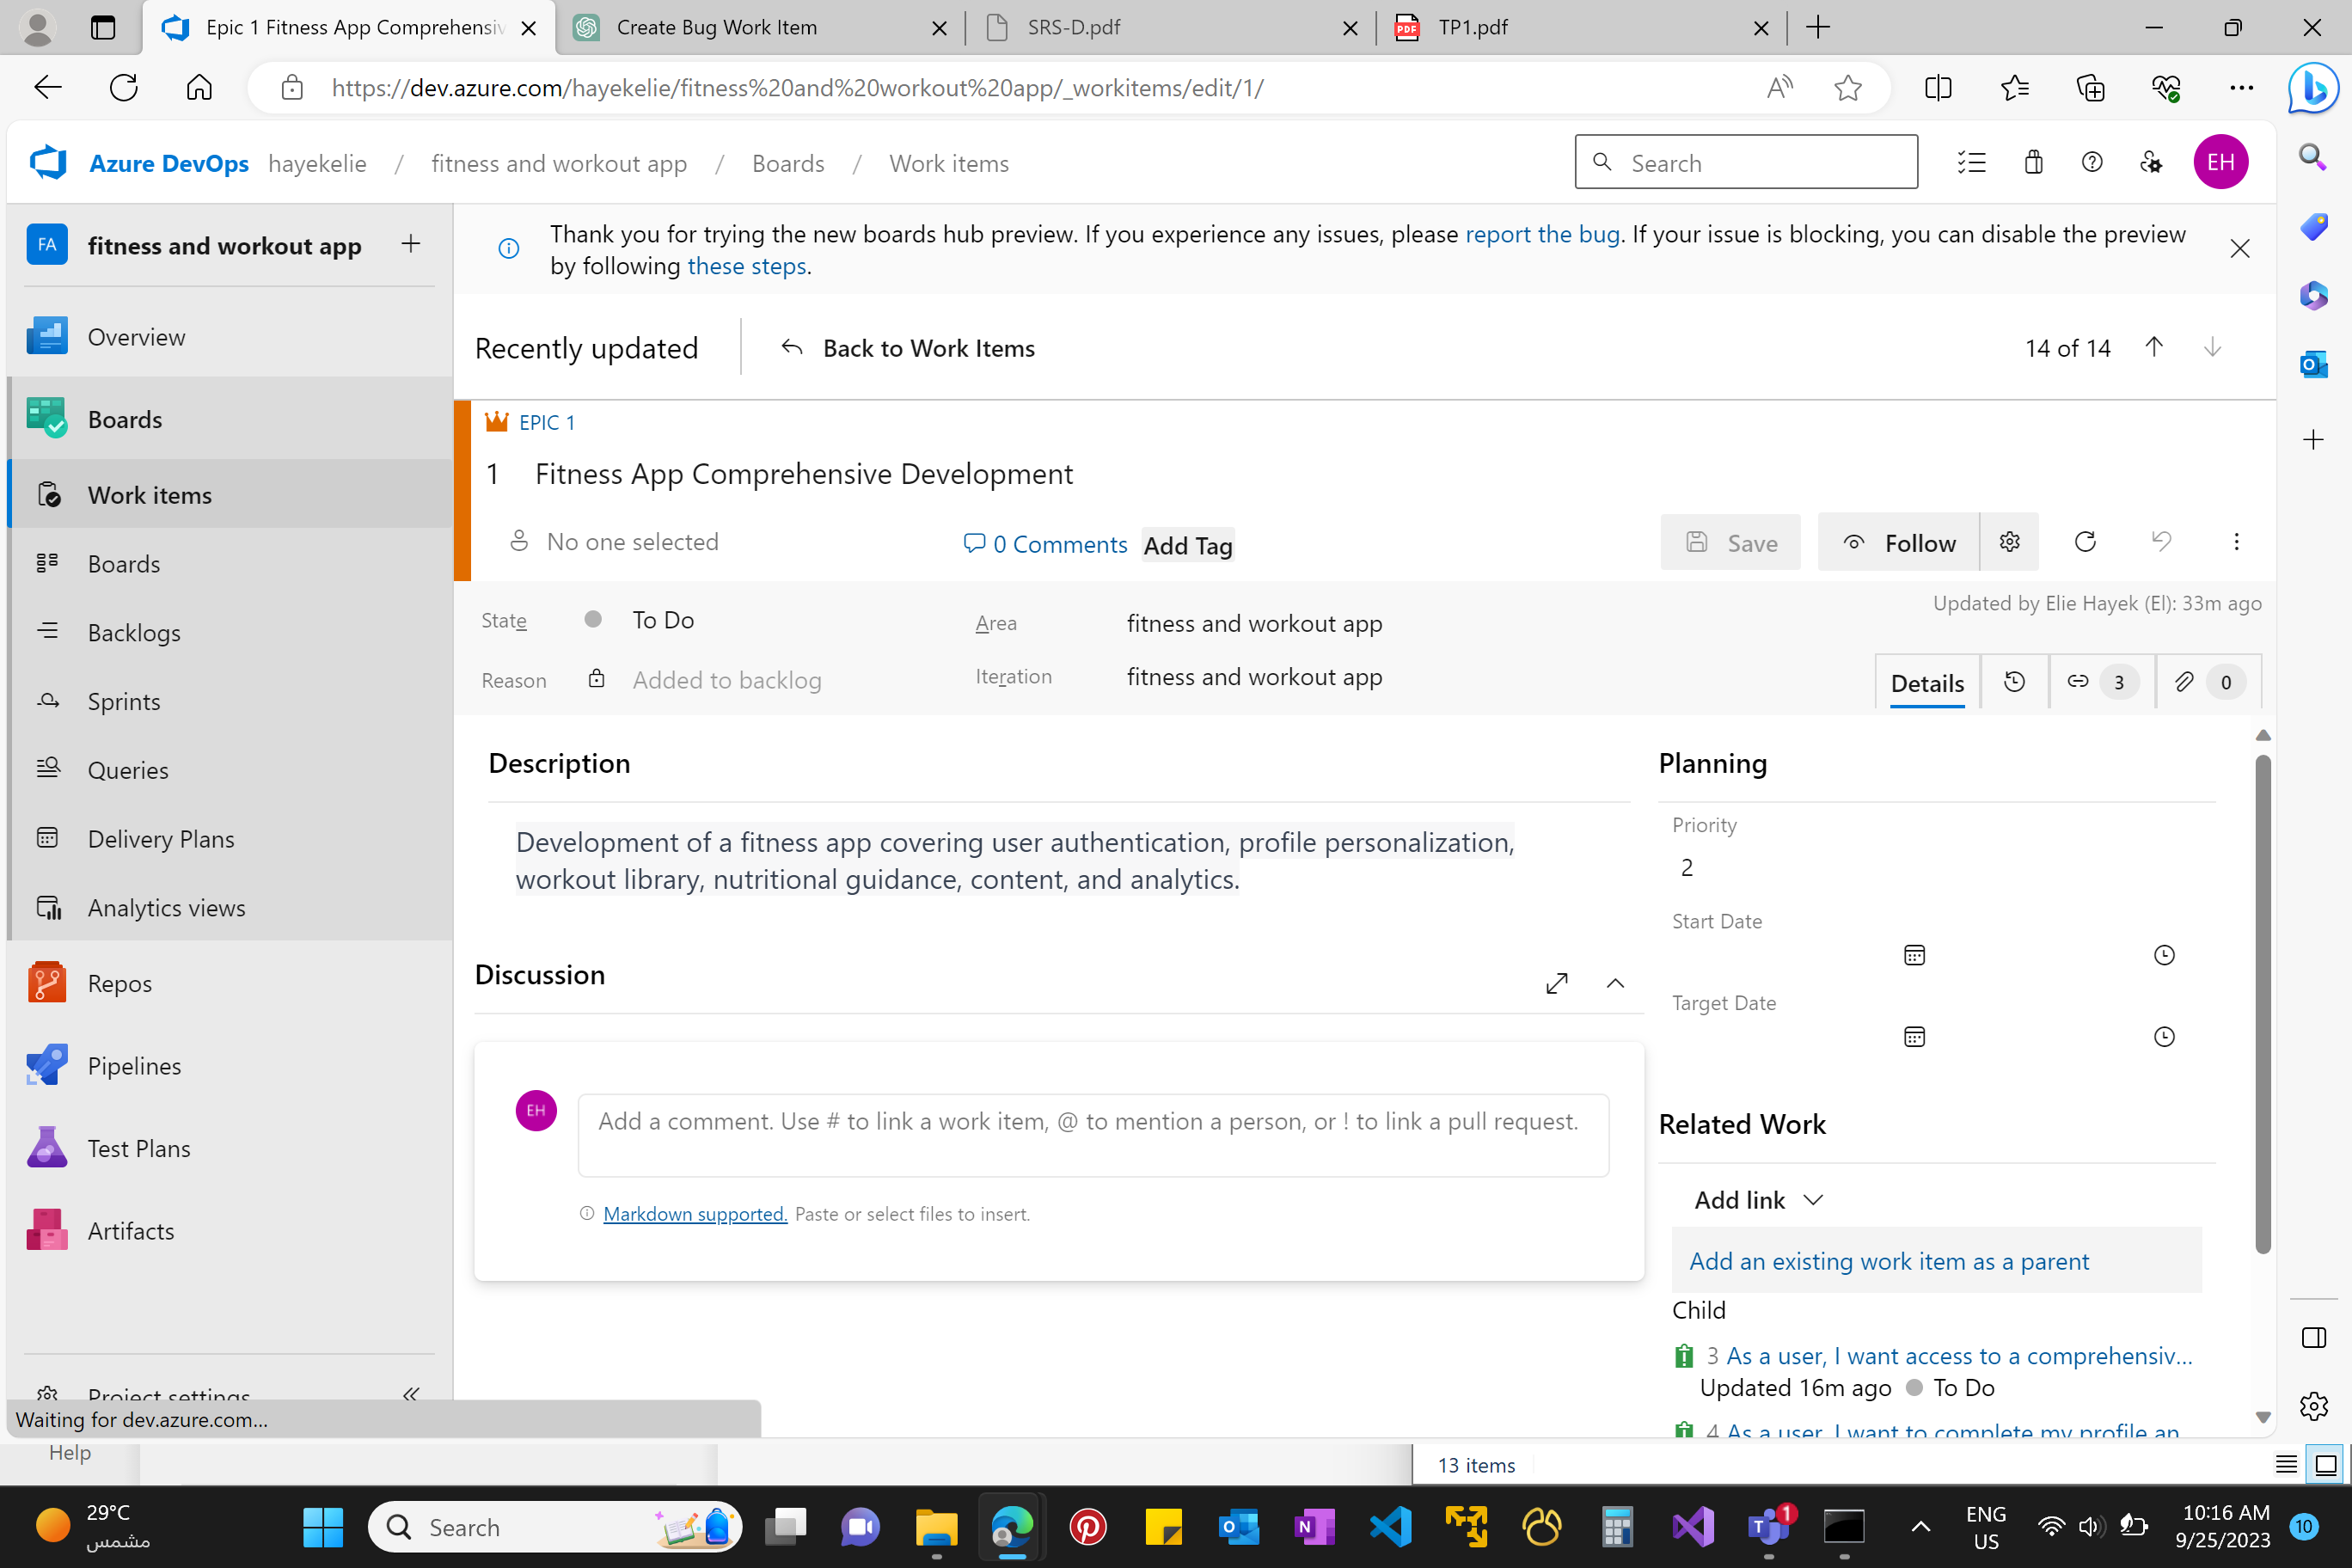 Epic 1 Fitness App Comprehensiv
Create Bug Work Item
SRS-D.pdf
TP1.pdf
https://dev.azure.com/hayekelie/fitness%20and%20workout%20app/_workitems/edit/1/
Azure DevOps hayekelie / fitness and workout app / Boards / Work items
Search
EH
FA fitness and workout app
Thank you for trying the new boards hub preview. If you experience any issues, please report the bug. If your issue is blocking, you can disable the preview
by following these steps.
Overview
Boards
Work items
Boards
Backlogs
Sprints
Queries
Delivery Plans
Analytics views
Repos
Pipelines
Test Plans
Artifacts
Project settings
Waiting for dev.azure.com...
Help
Recently updated
Back to Work Items
14 of 14
EPIC 1
1 Fitness App Comprehensive Development
No one selected
0 Comments
Add Tag
Save
Follow
State To Do
Area fitness and workout app
Updated by Elie Hayek (El): 33m ago
Reason Added to backlog
Iteration fitness and workout app
Details
3
0
Description
Development of a fitness app covering user authentication, profile personalization,
workout library, nutritional guidance, content, and analytics.
Discussion
EH
Add a comment. Use # to link a work item, @ to mention a person, or ! to link a pull request.
Markdown supported. Paste or select files to insert.
Planning
Priority
2
Start Date
Target Date
Related Work
Add link
Add an existing work item as a parent
Child
3 As a user, I want access to a comprehensiv...
Updated 16m ago To Do
4 As a user, I want to complete my profile an
13 items
29°C
مشمس
Search
1
ENG
US
10:16 AM
9/25/2023
10